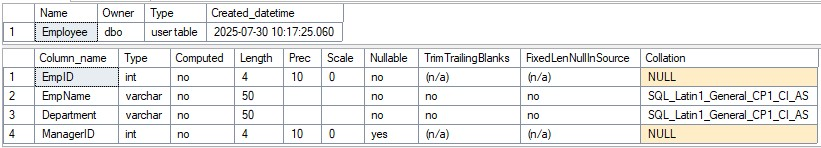 Name Owner Type Created_datetime
1 Employee dbo user table 2025-07-30 10:17:25.060
Column_name Type Computed Length Prec Scale Nullable TrimTrailingBlanks FixedLenNullInSource Collation
1 EmpID int no 4 10 0 no (n/a) (n/a) NULL
2 EmpName varchar no 50 no no no SQL_Latin1_General_CP1_CI_AS
3 Department varchar no 50 no no no SQL_Latin1_General_CP1_CI_AS
4 ManagerID int no 4 10 0 yes (n/a) (n/a) NULL